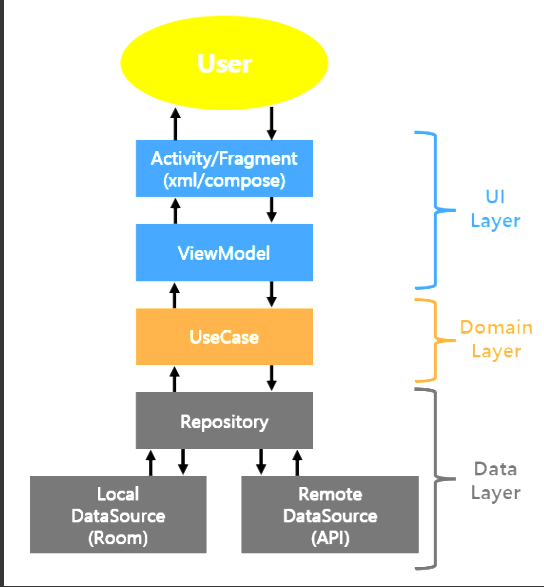 User
Activity/Fragment
(xml/compose)
ViewModel
UI
Layer
UseCase
Domain
Layer
Repository
Local
DataSource
(Room)
Remote
DataSource
(API)
Data
Layer